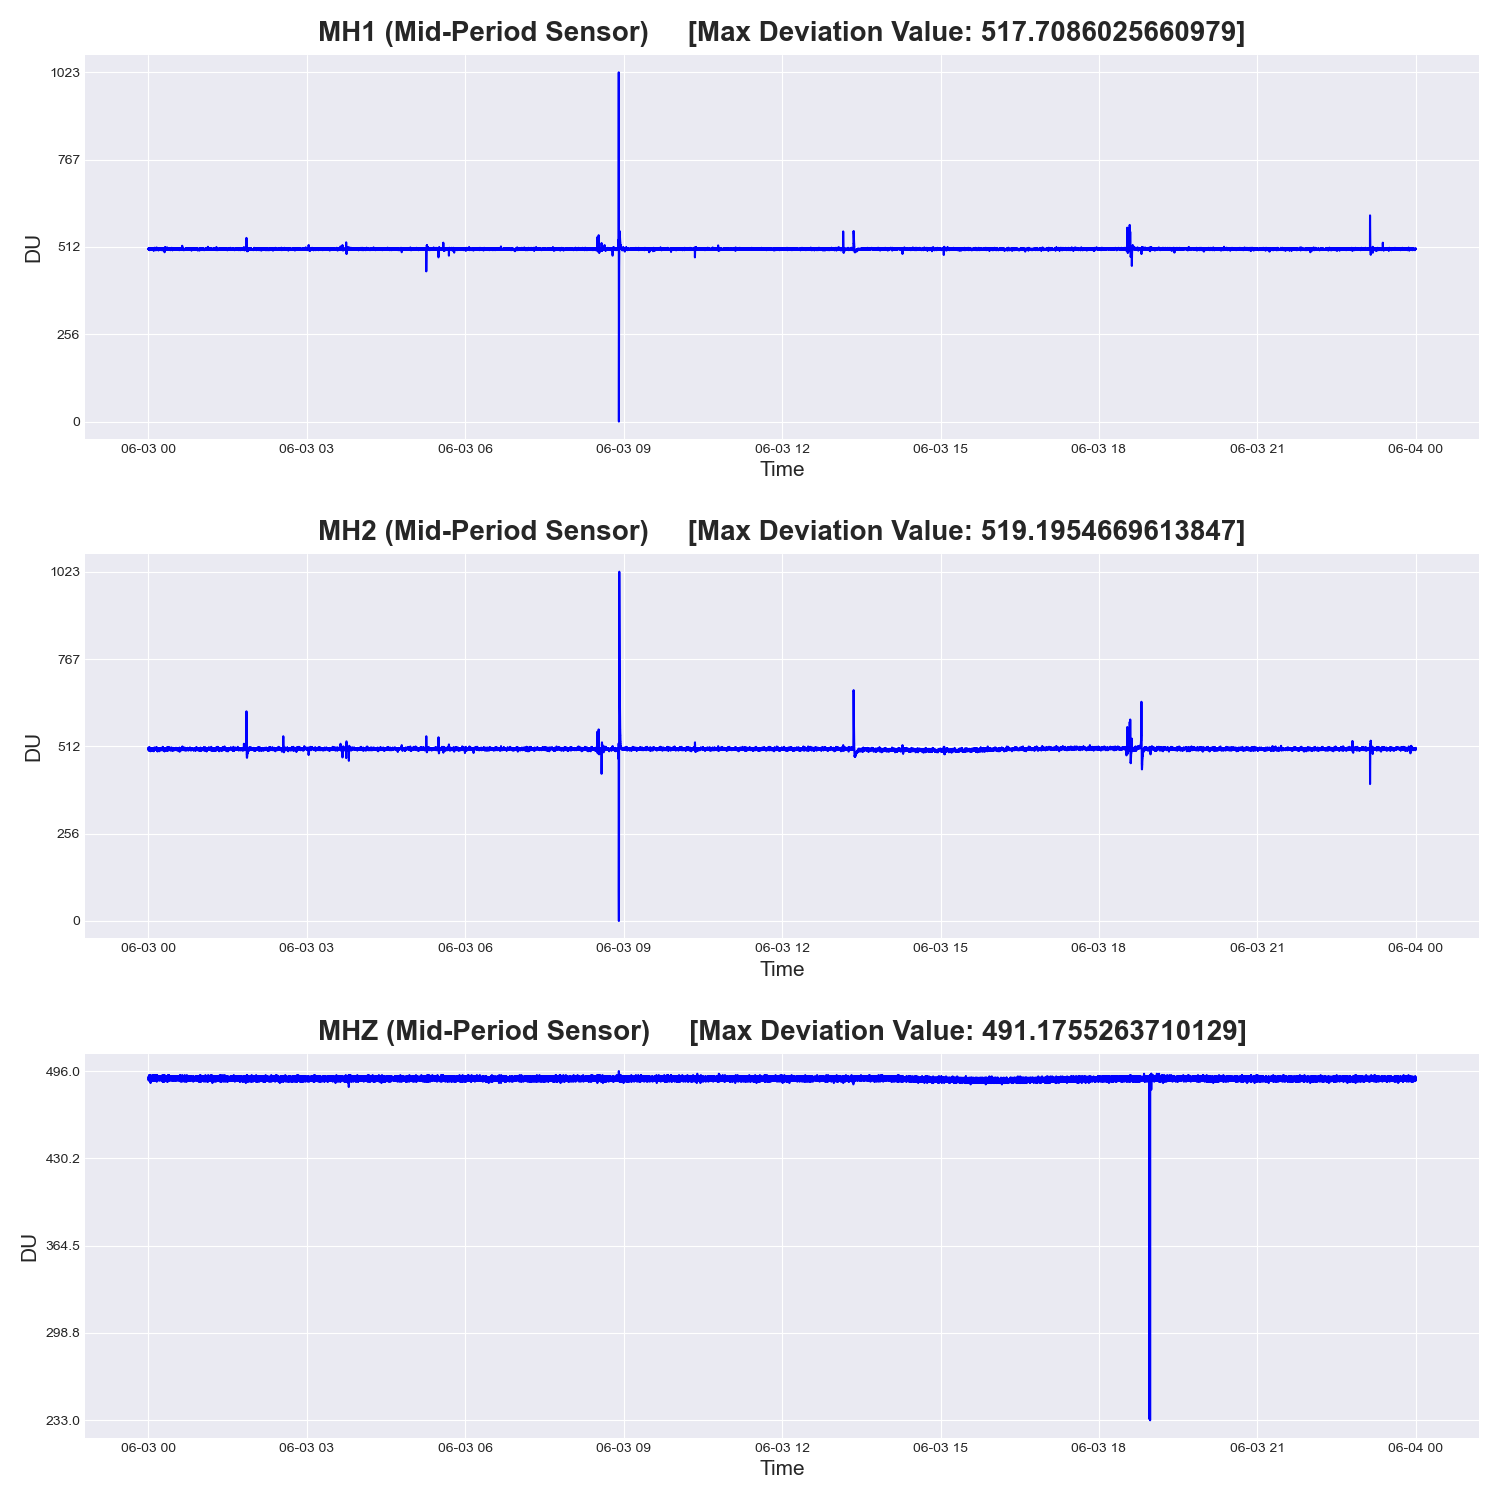 MH1 (Mid-Period Sensor) [Max Deviation Value: 517.7086025660979]
1023
767
512
256
0
DU
06-03 00 06-03 03 06-03 06 06-03 09 06-03 12 06-03 15 06-03 18 06-03 21 06-04 00
Time
MH2 (Mid-Period Sensor) [Max Deviation Value: 519.1954669613847]
1023
767
512
256
0
DU
06-03 00 06-03 03 06-03 06 06-03 09 06-03 12 06-03 15 06-03 18 06-03 21 06-04 00
Time
MHZ (Mid-Period Sensor) [Max Deviation Value: 491.1755263710129]
496.0
430.2
364.5
298.8
233.0
DU
06-03 00 06-03 03 06-03 06 06-03 09 06-03 12 06-03 15 06-03 18 06-03 21 06-04 00
Time